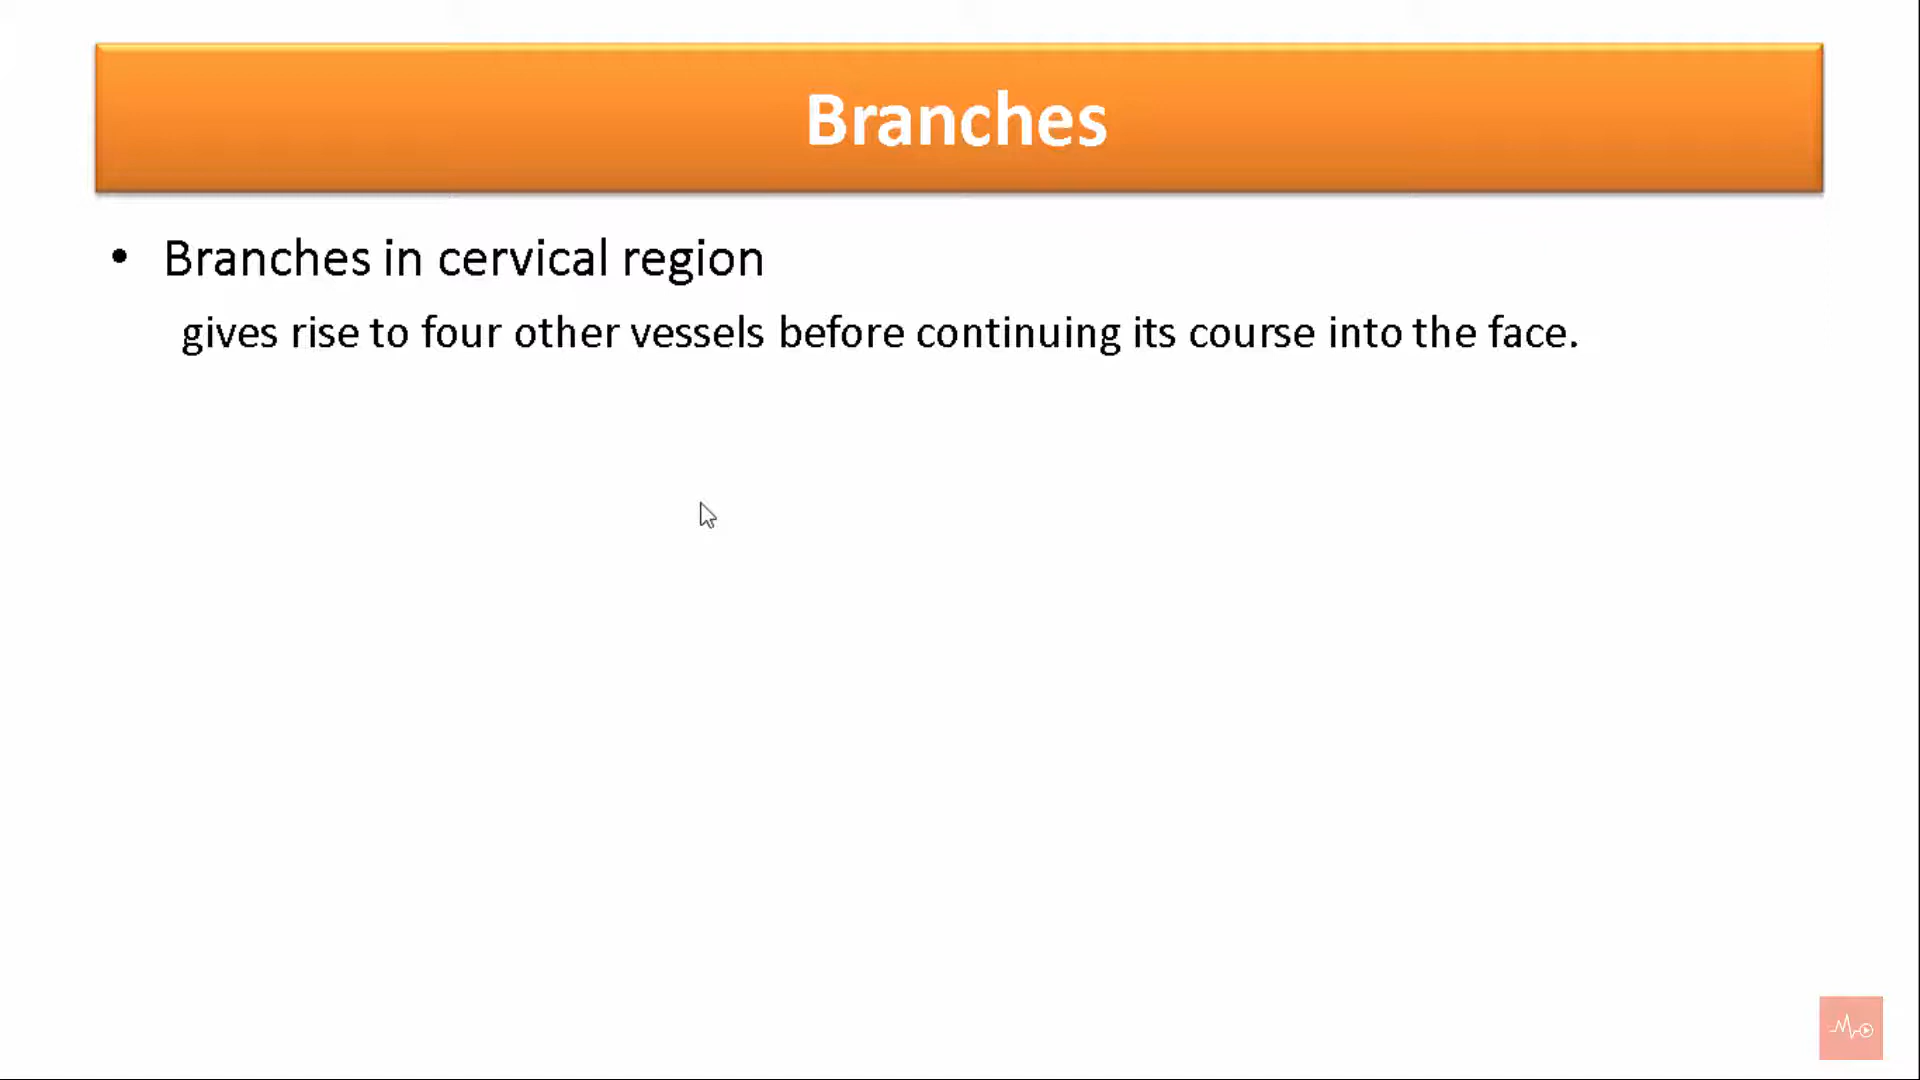 Branches
• Branches in cervical region
gives rise to four other vessels before continuing its course into the face.